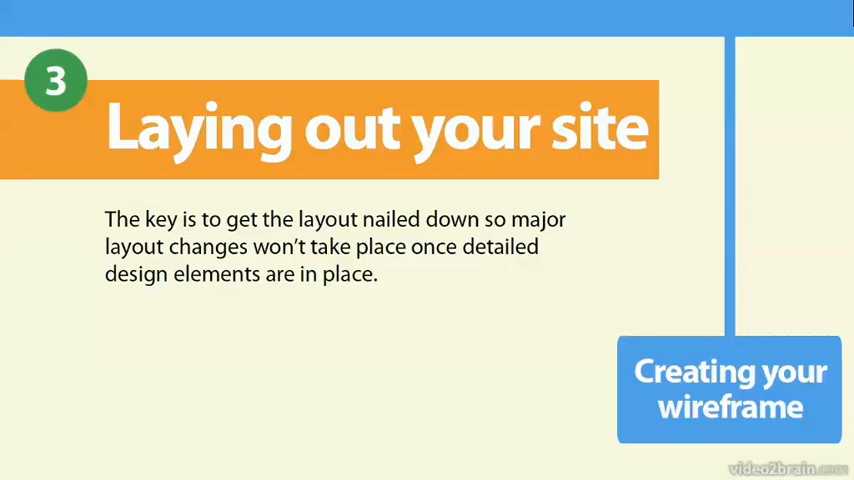 3
Laying out your site
The key is to get the layout nailed down so major
layout changes won't take place once detailed
design elements are in place.
Creating your
wireframe
video2brain.com